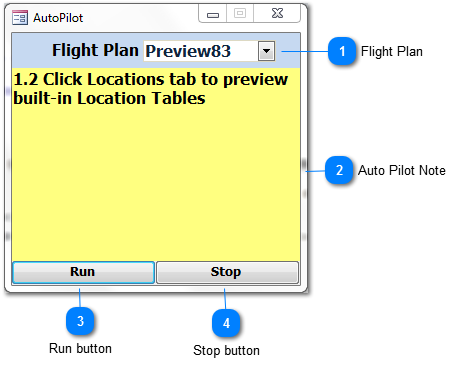 AutoPilot
Flight Plan Preview83
1 Flight Plan
1.2 Click Locations tab to preview
built-in Location Tables
2 Auto Pilot Note
Run Stop
3 4
Run button Stop button